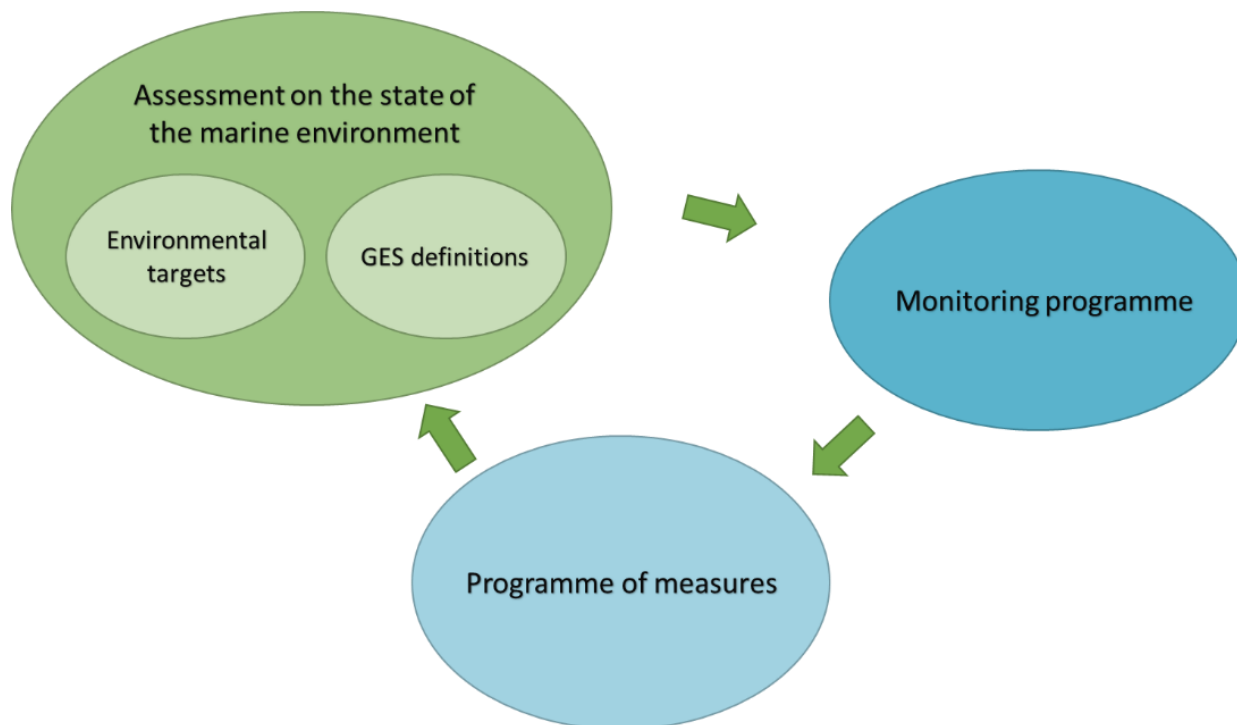 Assessment on the state of
the marine environment
Environmental
targets
GES definitions
Monitoring programme
Programme of measures